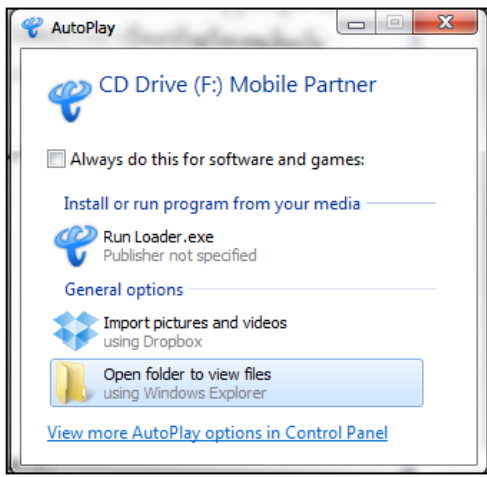 AutoPlay
CD Drive (F:) Mobile Partner
Always do this for software and games:
Install or run program from your media
Run Loader.exe
Publisher not specified
General options
Import pictures and videos
using Dropbox
Open folder to view files
using Windows Explorer
View more AutoPlay options in Control Panel